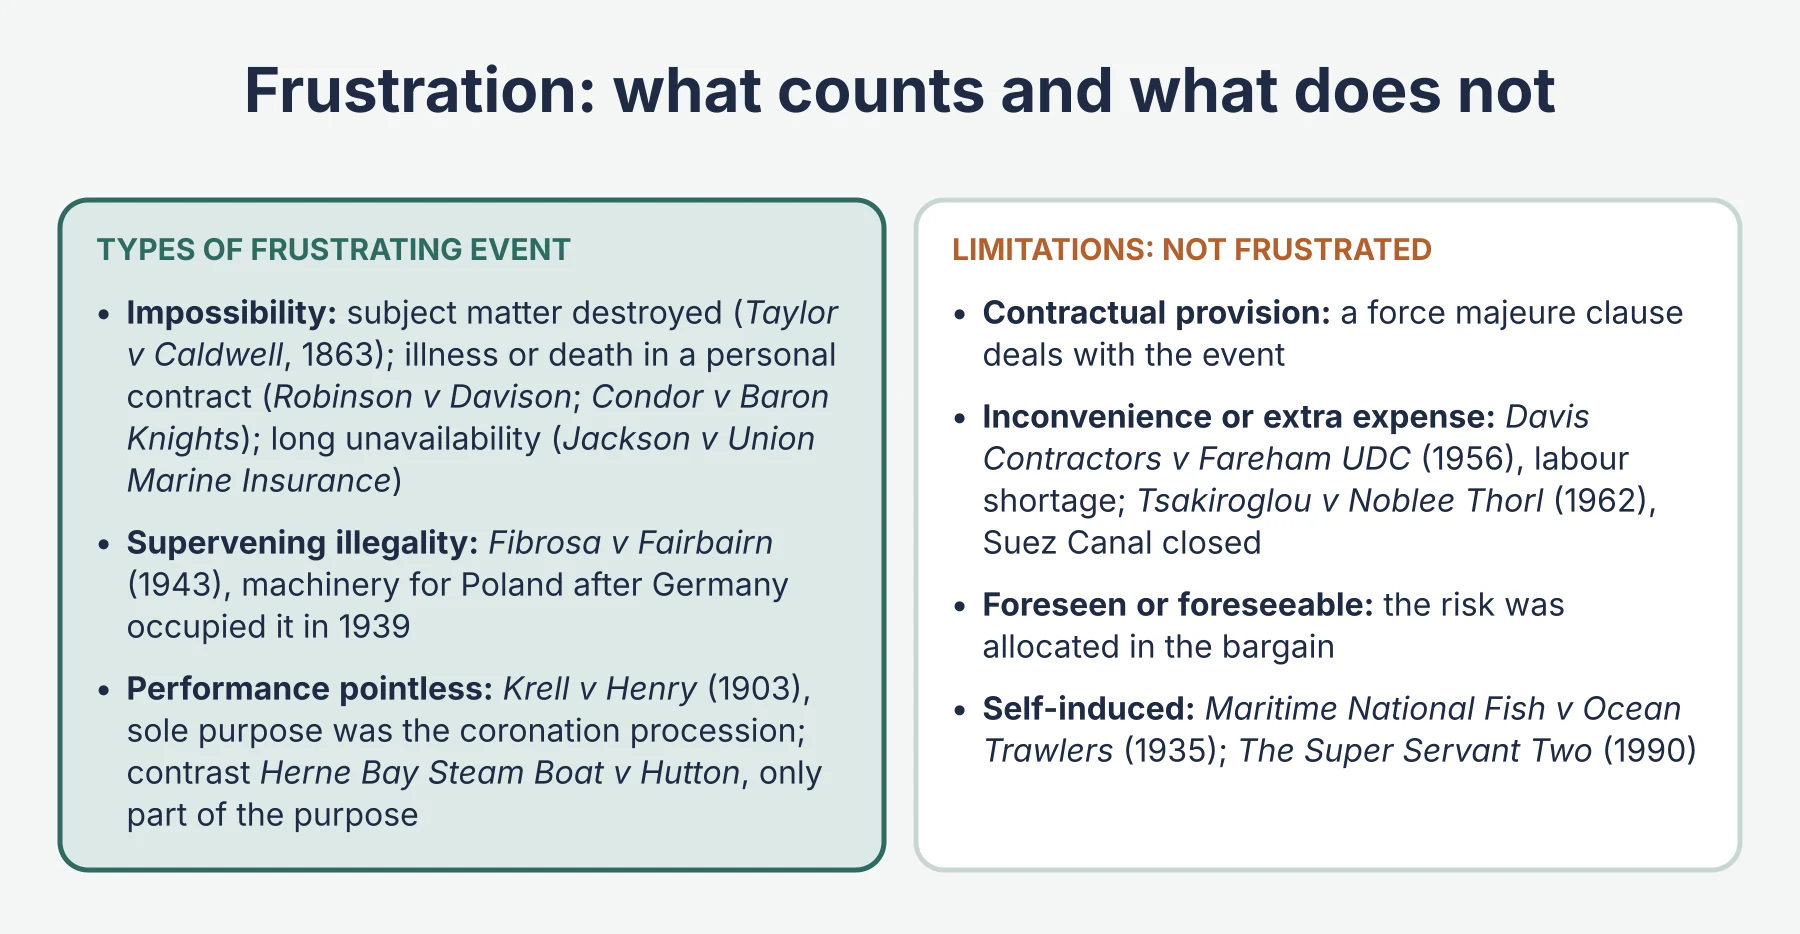 Frustration: what counts and what does not
TYPES OF FRUSTRATING EVENT
• Impossibility: subject matter destroyed (Taylor
v Caldwell, 1863); illness or death in a personal
contract (Robinson v Davison; Condor v Baron
Knights); long unavailability (Jackson v Union
Marine Insurance)
• Supervening illegality: Fibrosa v Fairbairn
(1943), machinery for Poland after Germany
occupied it in 1939
• Performance pointless: Krell v Henry (1903),
sole purpose was the coronation procession;
contrast Herne Bay Steam Boat v Hutton, only
part of the purpose
LIMITATIONS: NOT FRUSTRATED
• Contractual provision: a force majeure clause
deals with the event
• Inconvenience or extra expense: Davis
Contractors v Fareham UDC (1956), labour
shortage; Tsakiroglou v Noblee Thorl (1962),
Suez Canal closed
• Foreseen or foreseeable: the risk was
allocated in the bargain
• Self-induced: Maritime National Fish v Ocean
Trawlers (1935); The Super Servant Two (1990)